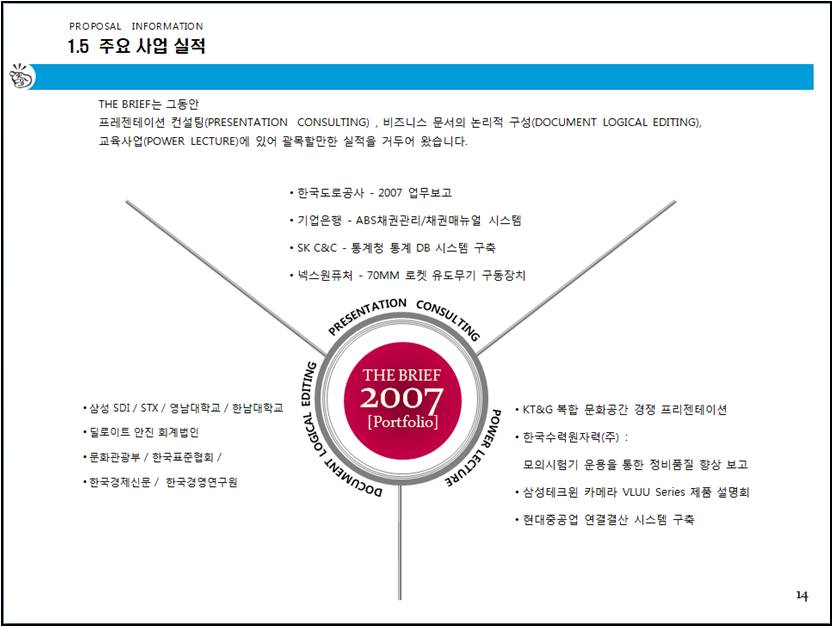 PROPOSAL INFORMATION
1.5 주요 사업 실적
THE BRIEF는 그동안
프레젠테이션 컨설팅(PRESENTATION CONSULTING) , 비즈니스 문서의 논리적 구성(DOCUMENT LOGICAL EDITING),
교육사업(POWER LECTURE)에 있어 괄목할만한 실적을 거두어 왔습니다.
• 한국도로공사 - 2007 업무보고
• 기업은행 - ABS채권관리/채권매뉴얼 시스템
• SK C&C - 통계청 통계 DB 시스템 구축
• 넥스원퓨처 - 70MM 로켓 유도무기 구동장치
PRESENTATION CONSULTING
DOCUMENT LOGICAL EDITING
POWER LECTURE
THE BRIEF
2007
[Portfolio]
• 삼성 SDI / STX / 영남대학교 / 한남대학교
• 딜로이트 안진 회계법인
• 문화관광부 / 한국표준협회 /
• 한국경제신문 / 한국경영연구원
• KT&G 복합 문화공간 경쟁 프리젠테이션
• 한국수력원자력(주) :
모의시험기 운용을 통한 정비품질 향상 보고
• 삼성테크윈 카메라 VLUU Series 제품 설명회
• 현대중공업 연결결산 시스템 구축
14